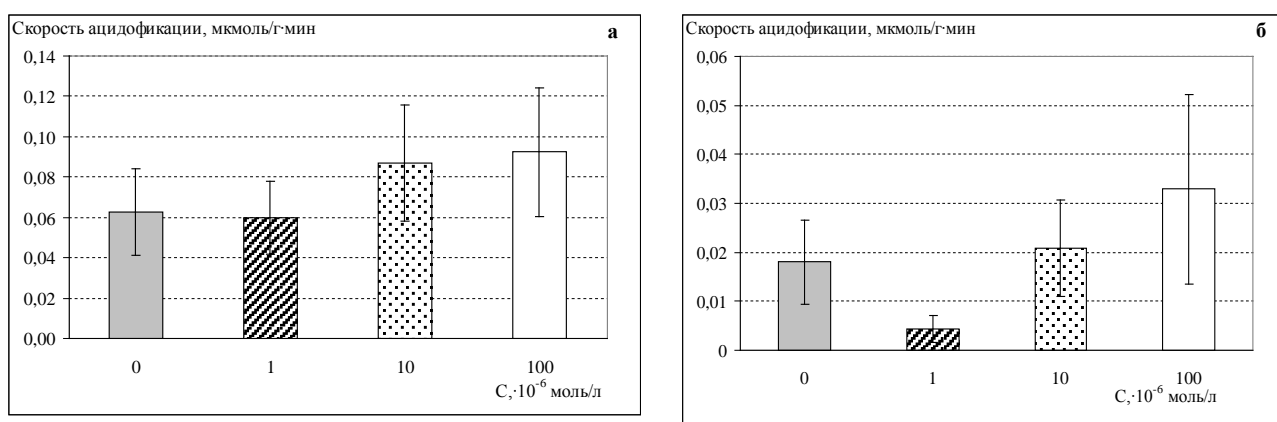 Скорость ацидофикации, мкмоль/г·мин
а
0,14
0,12
0,10
0,08
0,06
0,04
0,02
0,00
0 1 10 100
С,·10⁻⁶ моль/л
Скорость ацидофикации, мкмоль/г·мин
б
0,06
0,05
0,04
0,03
0,02
0,01
0
0 1 10 100
С,·10⁻⁶ моль/л